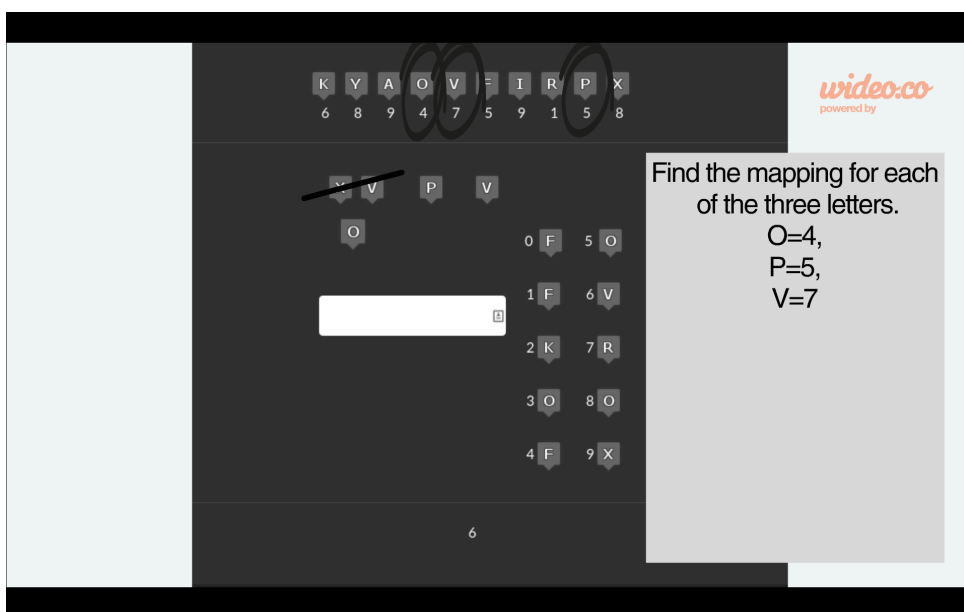 K Y A O V F I R P X
6 8 9 4 7 5 9 1 5 8
wideo.co
powered by
X V P V
O
0 F 5 O
1 F 6 V
2 K 7 R
3 O 8 O
4 F 9 X
6
Find the mapping for each
of the three letters.
O=4,
P=5,
V=7